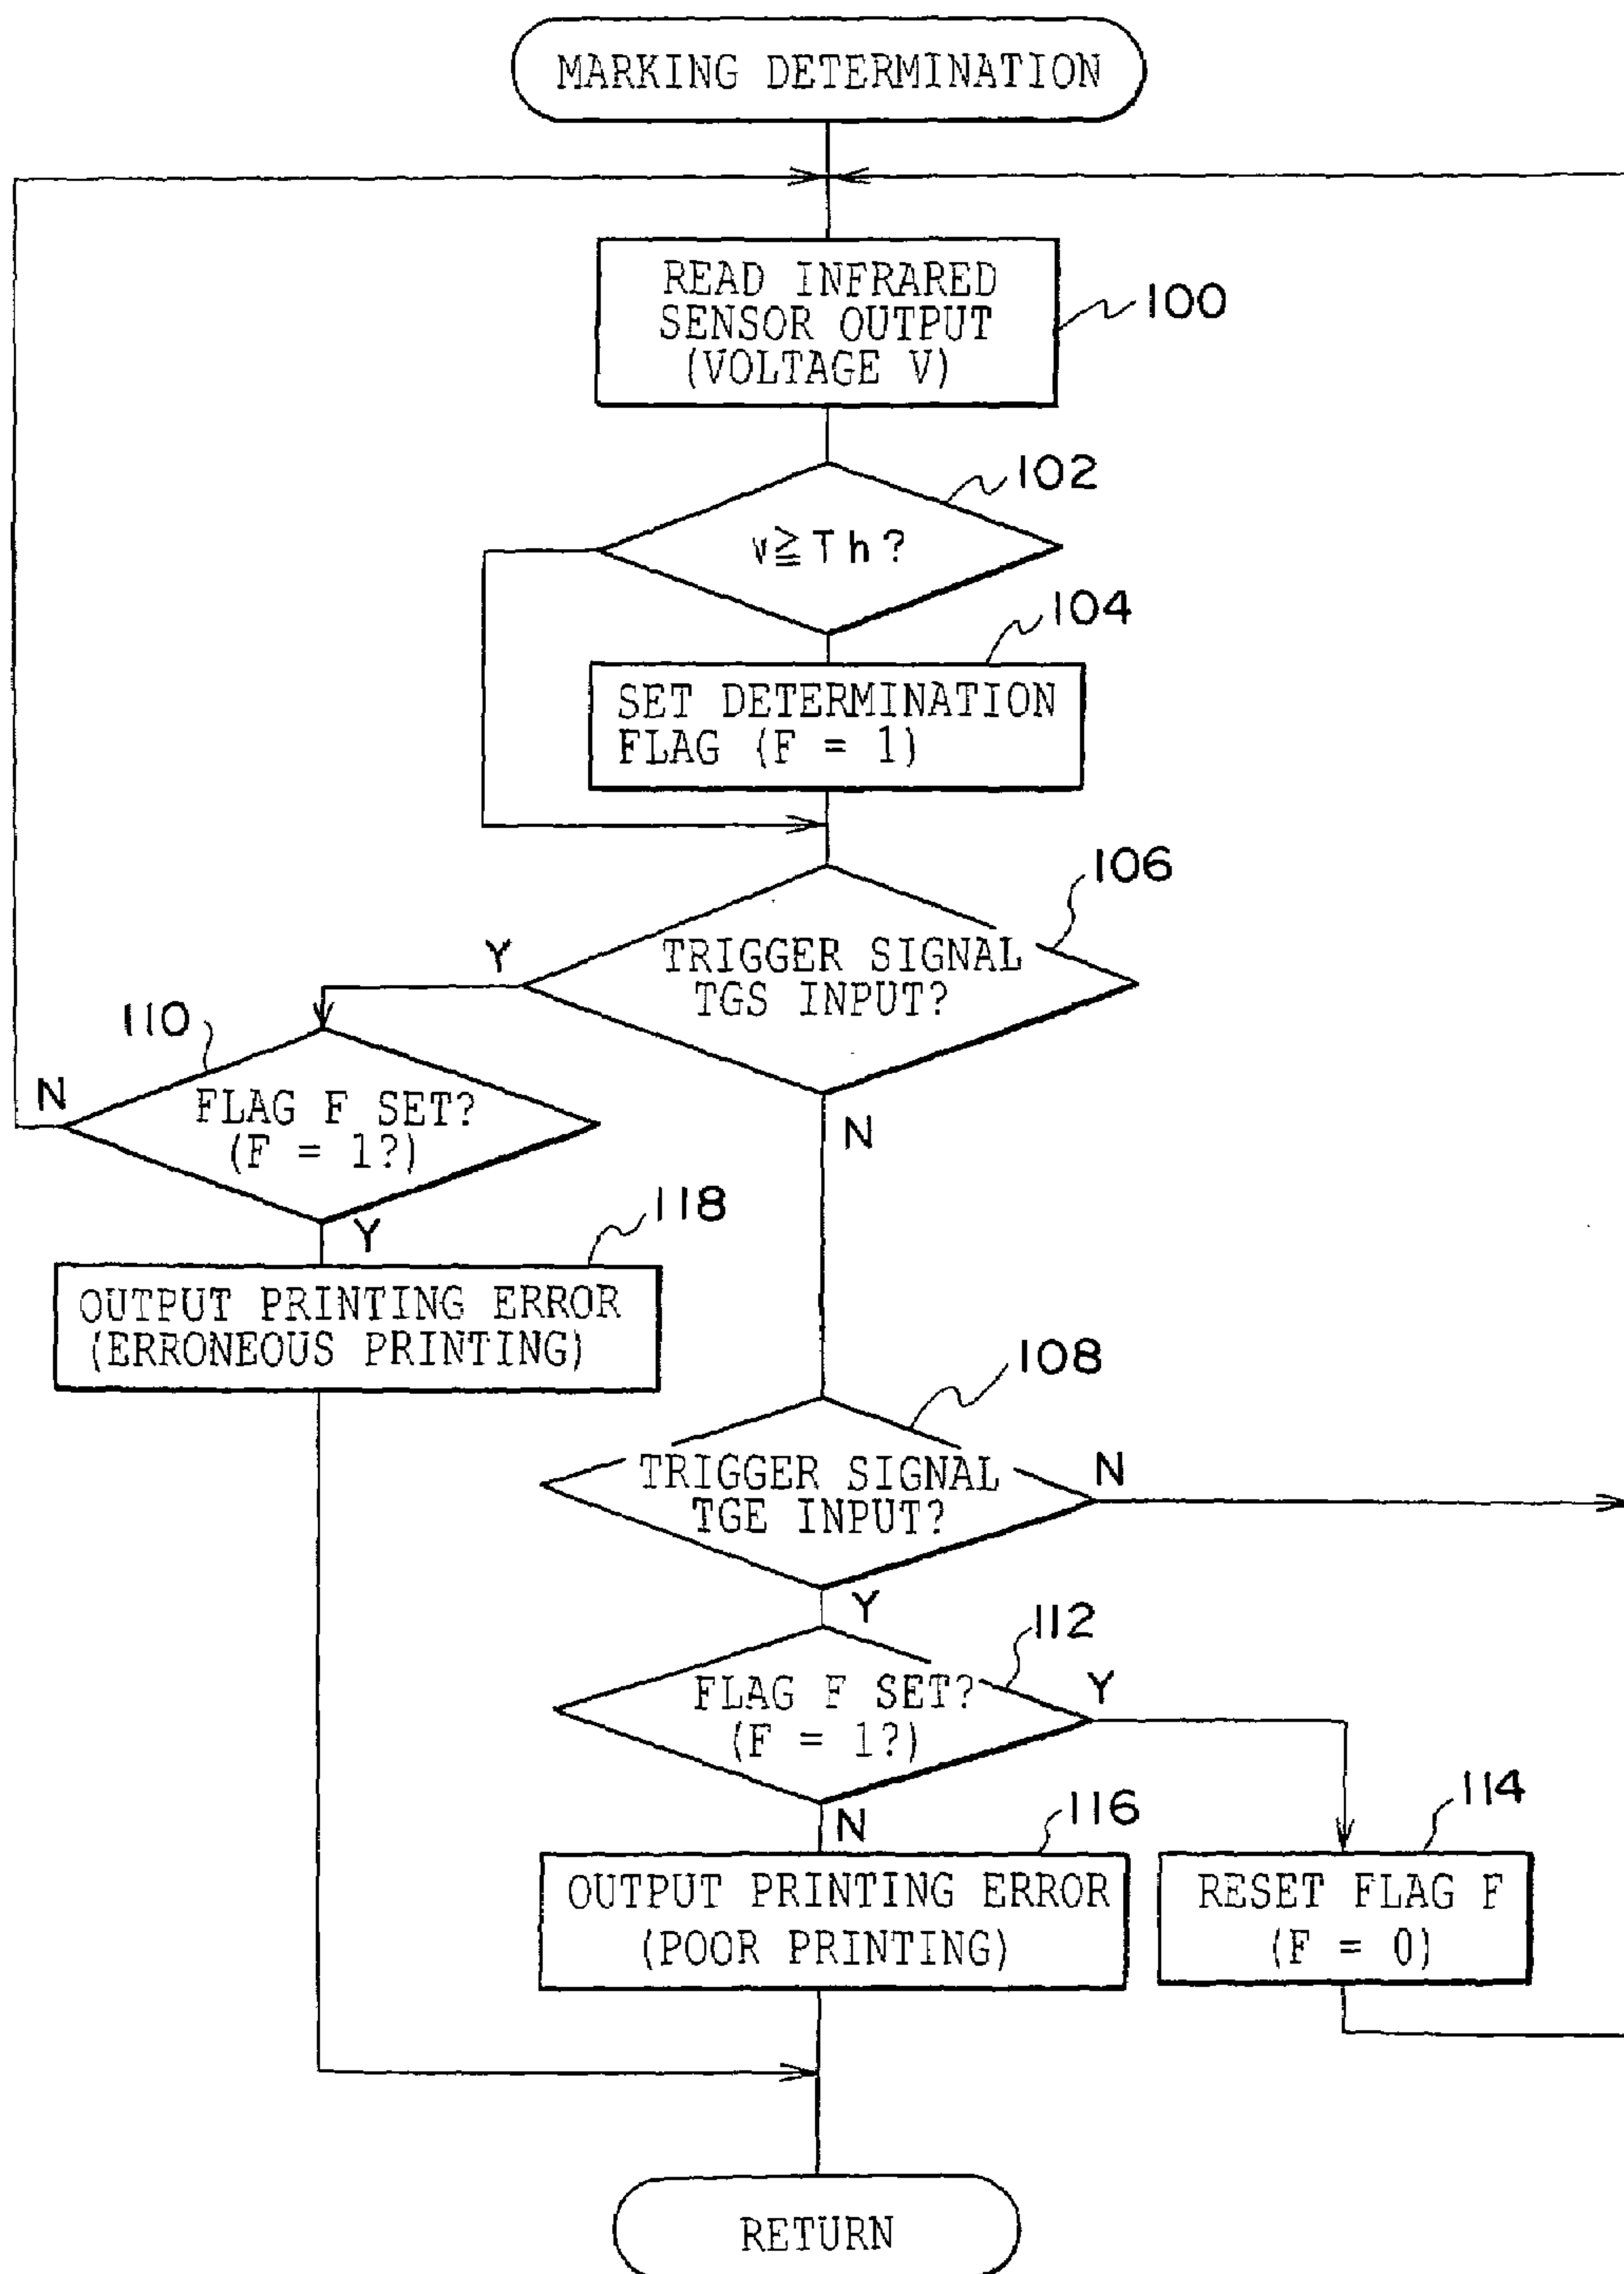 MARKING DETERMINATION
READ INFRARED
SENSOR OUTPUT
(VOLTAGE V)
100
102
v≧Th?
104
SET DETERMINATION
FLAG (F = 1)
106
Y
TRIGGER SIGNAL
TGS INPUT?
110
N
FLAG F SET?
(F = 1?)
N
Y
118
OUTPUT PRINTING ERROR
(ERRONEOUS PRINTING)
108
TRIGGER SIGNAL
TGE INPUT?
N
Y
112
FLAG F SET?
(F = 1?)
Y
N
116
114
OUTPUT PRINTING ERROR
(POOR PRINTING)
RESET FLAG F
(F = 0)
RETURN